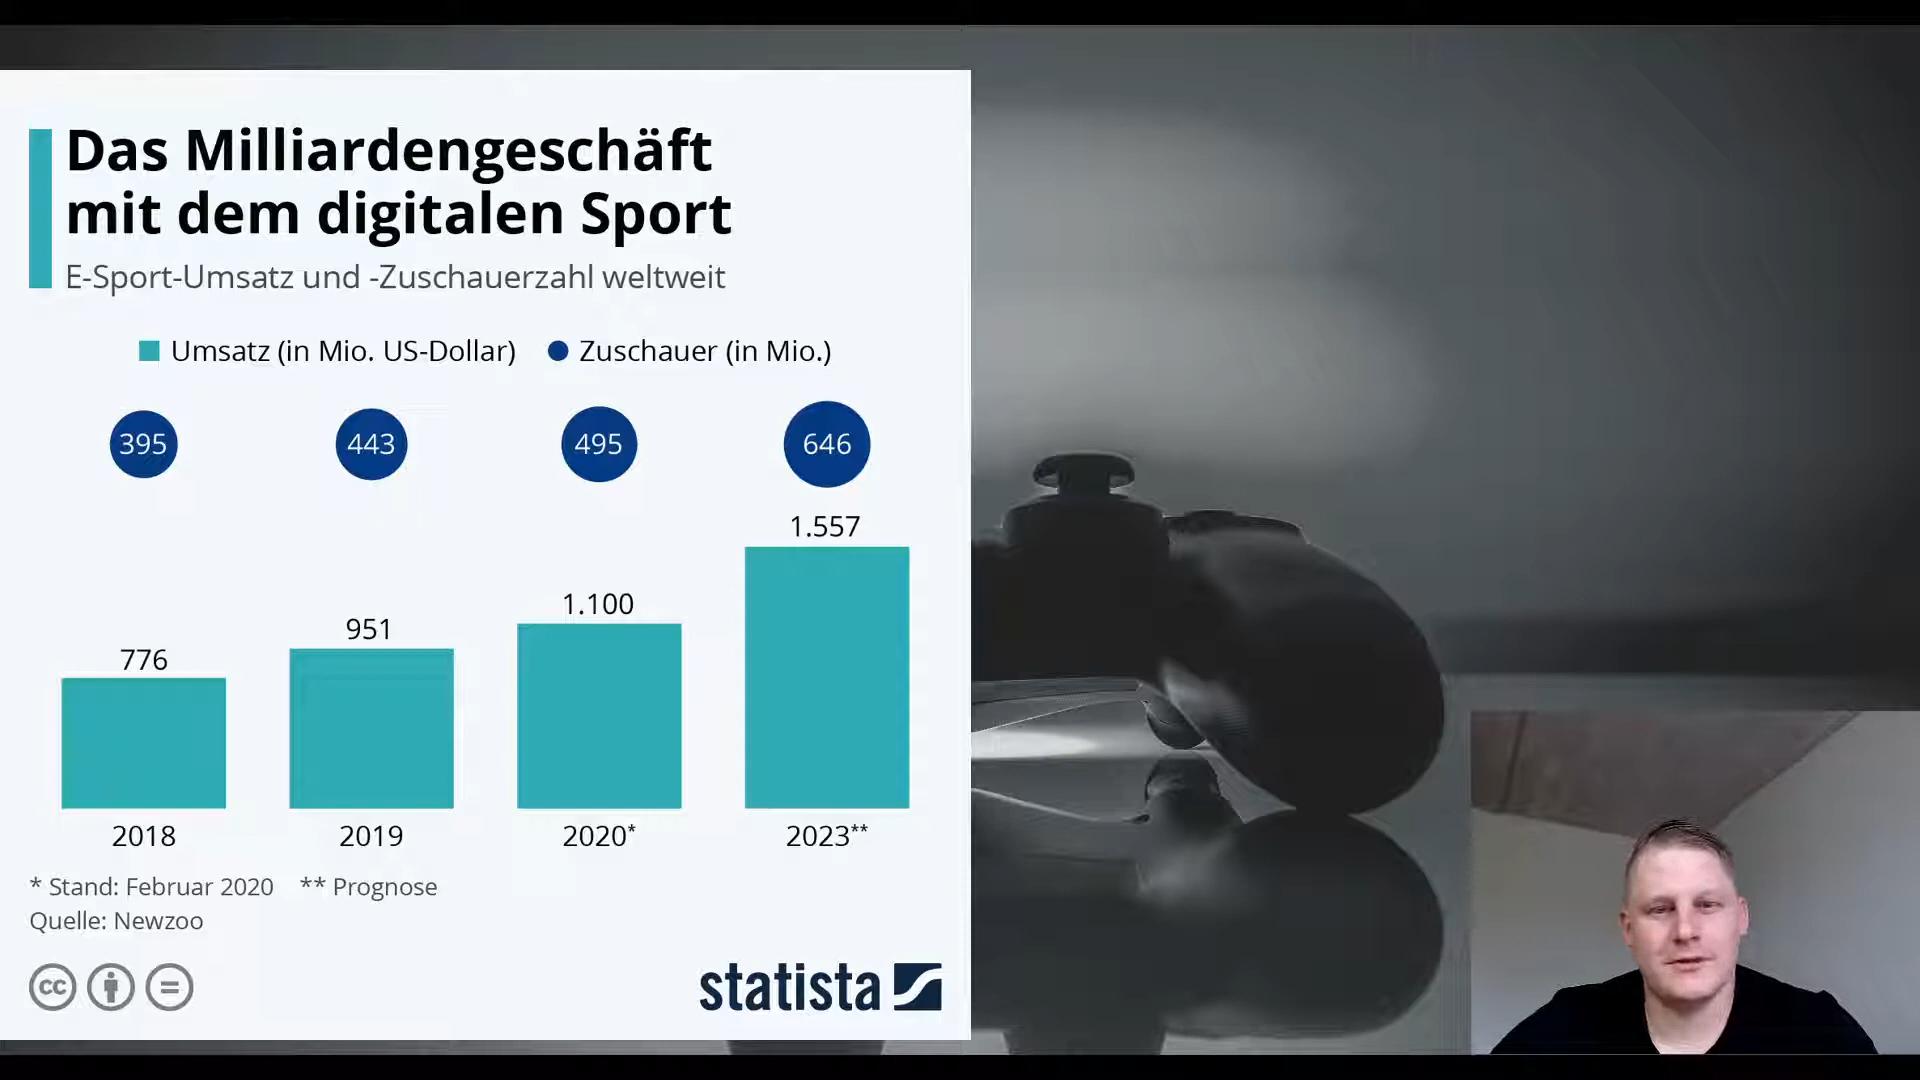 Das Milliardengeschäft
mit dem digitalen Sport
E-Sport-Umsatz und -Zuschauerzahl weltweit
Umsatz (in Mio. US-Dollar) Zuschauer (in Mio.)
395 443 495 646
1.557
1.100
951
776
2018 2019 2020* 2023**
* Stand: Februar 2020 ** Prognose
Quelle: Newzoo
cc =
statista